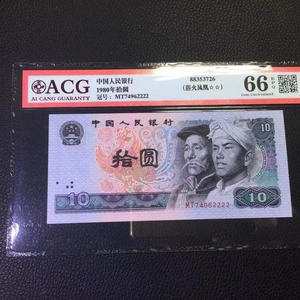 ACG
AI CANG GUARANTY
中国人民银行
1980年拾圆
冠号：MT74962222
88353726
(薪火凤凰☆☆)
66 EPQ
Gem Uncirculated
中国人民银行
10
拾圆
10
10
MT74962222